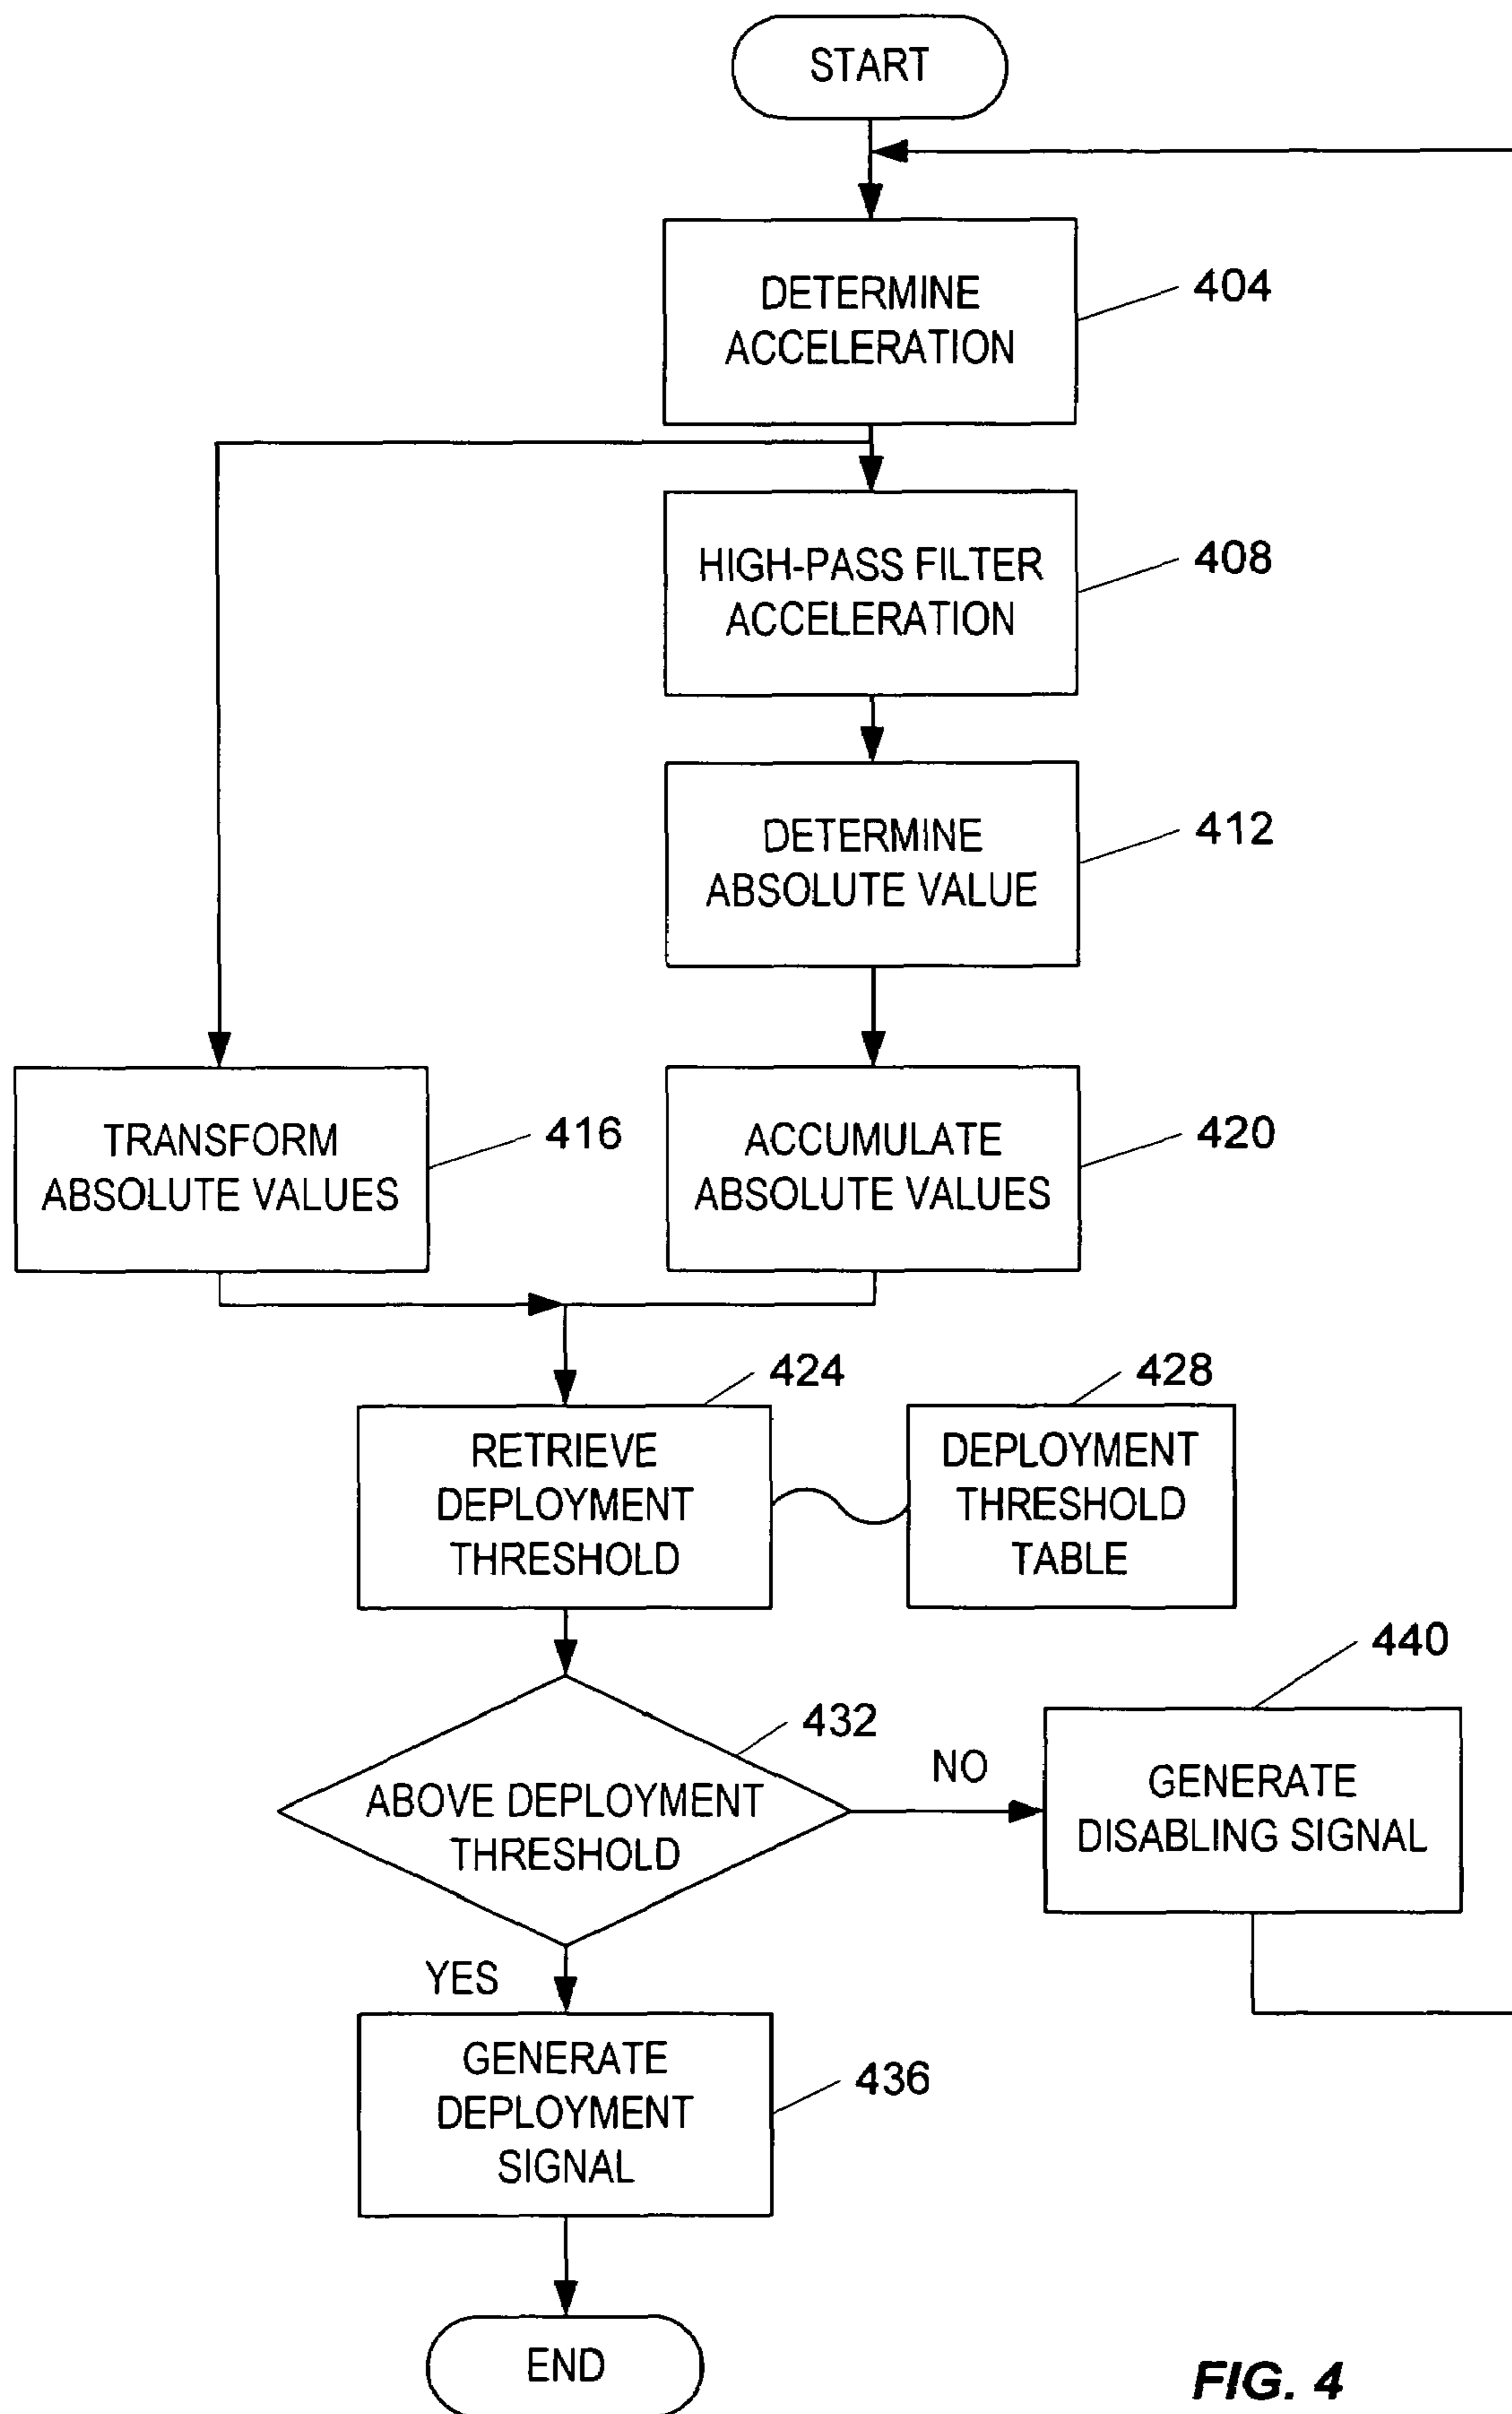 START
DETERMINE
ACCELERATION
404
HIGH-PASS FILTER
ACCELERATION
408
DETERMINE
ABSOLUTE VALUE
412
TRANSFORM
ABSOLUTE VALUES
416
ACCUMULATE
ABSOLUTE VALUES
420
424
RETRIEVE
DEPLOYMENT
THRESHOLD
428
DEPLOYMENT
THRESHOLD
TABLE
432
ABOVE DEPLOYMENT
THRESHOLD
NO
440
GENERATE
DISABLING SIGNAL
YES
GENERATE
DEPLOYMENT
SIGNAL
436
END
FIG. 4